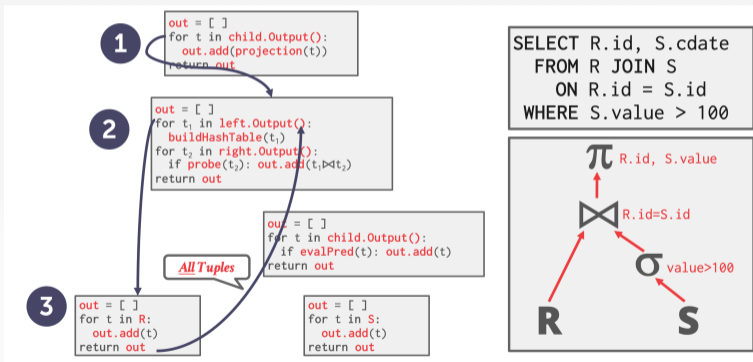 1
out = [ ]
for t in child.Output():
out.add(projection(t))
return out
2
out = [ ]
for t₁ in left.Output():
buildHashTable(t₁)
for t₂ in right.Output():
if probe(t₂): out.add(t₁⨝t₂)
return out
out = [ ]
for t in child.Output():
if evalPred(t): out.add(t)
return out
All Tuples
3
out = [ ]
for t in R:
out.add(t)
return out
out = [ ]
for t in S:
out.add(t)
return out
SELECT R.id, S.cdate
FROM R JOIN S
ON R.id = S.id
WHERE S.value > 100
π R.id, S.value
⨝ R.id=S.id
σ value>100
R S